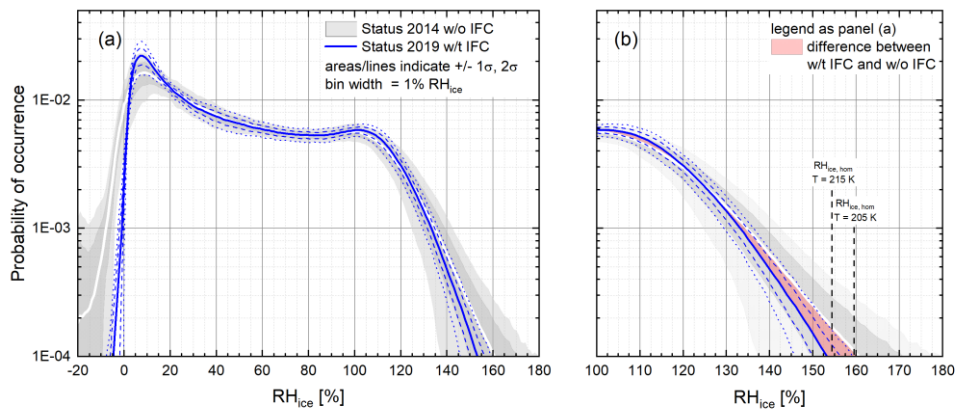 (a)
Status 2014 w/o IFC
Status 2019 w/t IFC
areas/lines indicate +/- 1σ, 2σ
bin width = 1% RHice
1E-02
1E-03
1E-04
Probability of occurrence
-20 0 20 40 60 80 100 120 140 160 180
RHice [%]
(b)
legend as panel (a)
difference between
w/t IFC and w/o IFC
RHice, hom
T = 215 K
RHice, hom
T = 205 K
100 110 120 130 140 150 160 170 180
RHice [%]